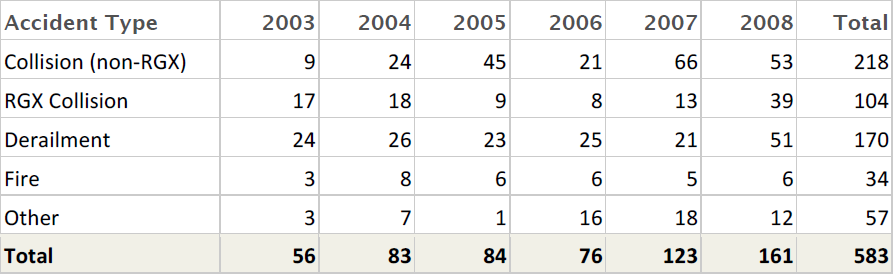 Accident Type 2003 2004 2005 2006 2007 2008 Total
Collision (non-RGX) 9 24 45 21 66 53 218
RGX Collision 17 18 9 8 13 39 104
Derailment 24 26 23 25 21 51 170
Fire 3 8 6 6 5 6 34
Other 3 7 1 16 18 12 57
Total 56 83 84 76 123 161 583